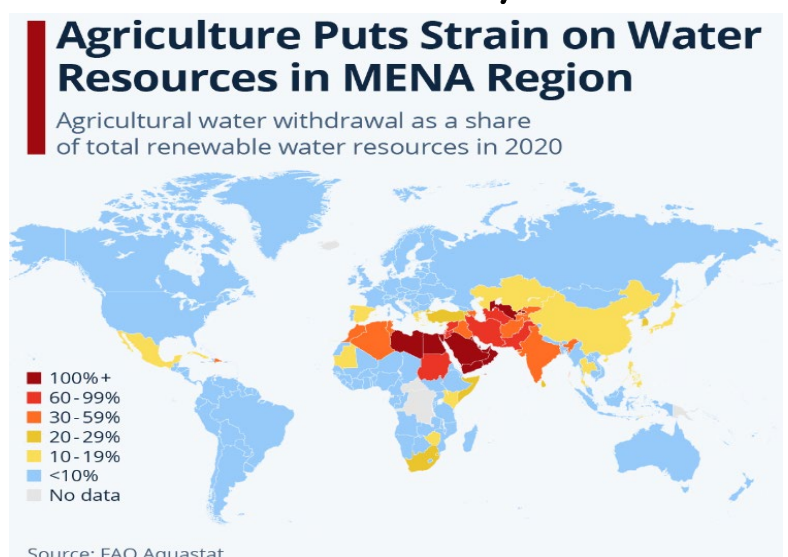 Agriculture Puts Strain on Water
Resources in MENA Region
Agricultural water withdrawal as a share
of total renewable water resources in 2020
100%+
60-99%
30-59%
20-29%
10-19%
<10%
No data
Source: FAO Aquastat